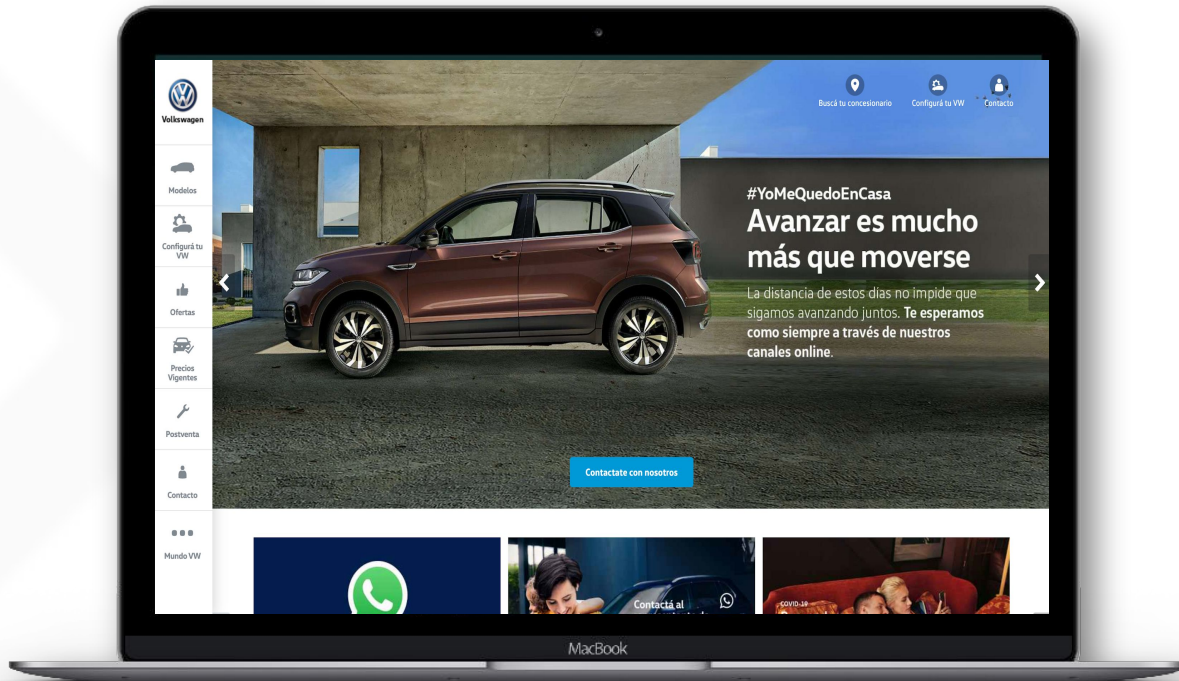 Volkswagen
Modelos
Configurá tu
VW
Ofertas
Precios
Vigentes
Postventa
Contacto
Mundo VW
Buscá tu concesionario
Configurá tu VW
Contacto
#YoMeQuedoEnCasa
Avanzar es mucho
más que moverse
La distancia de estos días no impide que
sigamos avanzando juntos. Te esperamos
como siempre a través de nuestros
canales online.
Contactate con nosotros
Contactá al
COVID-19
MacBook